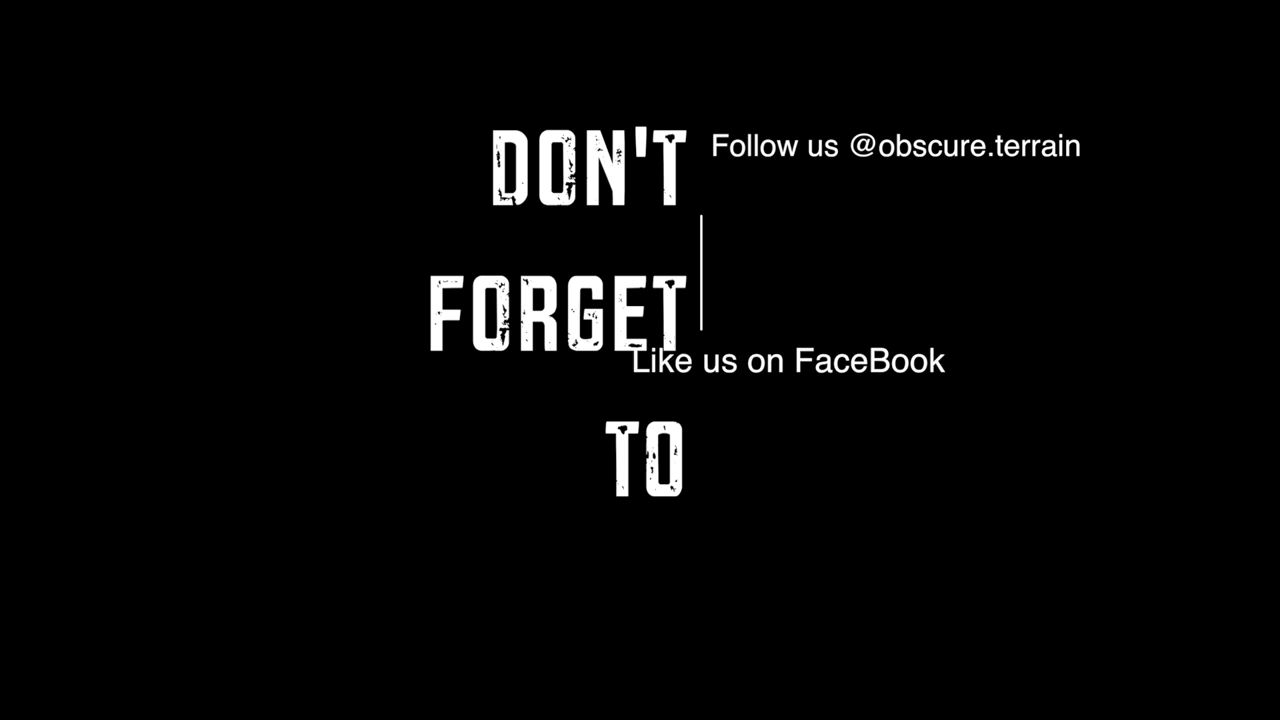 DON'T
FORGET
TO
Follow us @obscure.terrain
Like us on FaceBook